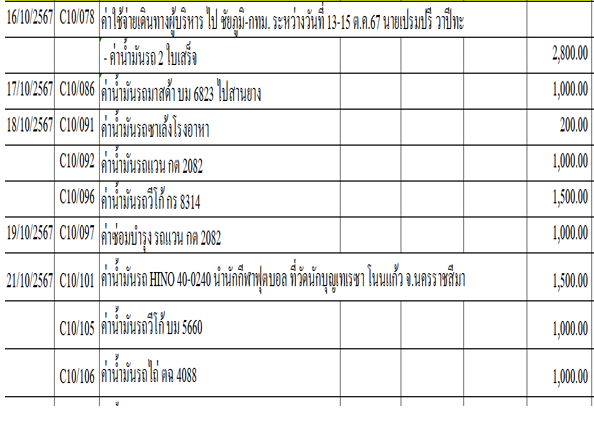 16/10/2567 C10/078 ค่าใช้จ่ายเดินทางผู้บริหาร ไป ชัยภูมิ-กทม. ระหว่างวันที่ 13-15 ต.ค.67 นายเปรมปรี วาปีทะ
- ค่าน้ำมันรถ 2 ใบเสร็จ 2,800.00
17/10/2567 C10/086 ค่าน้ำมันรถมาสด้า บม 6823 ไปสานยาง 1,000.00
18/10/2567 C10/091 ค่าน้ำมันรถซาเล้งโรงอาหา 200.00
C10/092 ค่าน้ำมันรถแวน กต 2082 1,000.00
C10/096 ค่าน้ำมันรถวีโก้ กร 8314 1,500.00
19/10/2567 C10/097 ค่าซ่อมบำรุง รถแวน กต 2082 1,000.00
21/10/2567 C10/101 ค่าน้ำมันรถ HINO 40-0240 นำนักกีฬาฟุตบอล ที่วัดนักบุญเทเรซา โนนแก้ว จ.นครราชสีมา 1,500.00
C10/105 ค่าน้ำมันรถวีโก้ บม 5660 1,000.00
C10/106 ค่าน้ำมันรถไถ่ ตฉ 4088 1,000.00